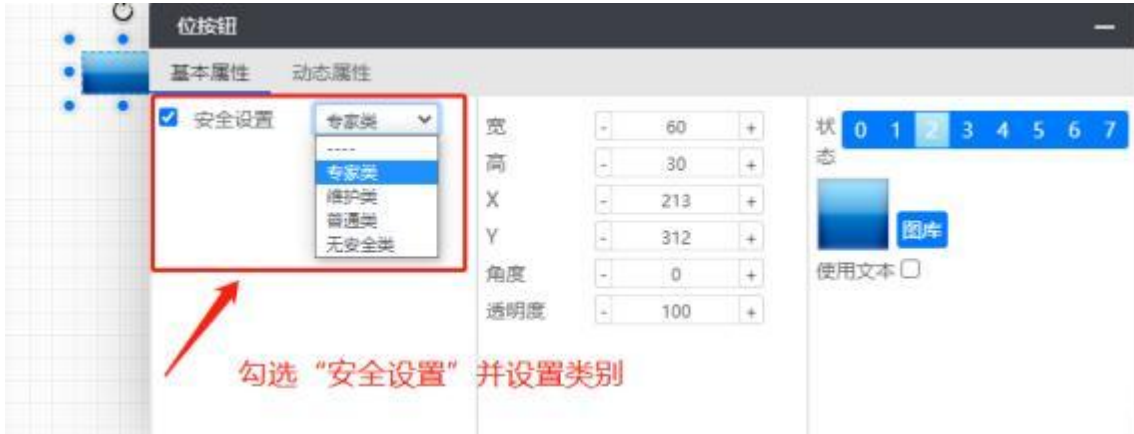 位按钮
基本属性 动态属性
安全设置 专家类
----
专家类
维护类
普通类
无安全类
宽 - 60 +
高 - 30 +
X - 213 +
Y - 312 +
角度 - 0 +
透明度 - 100 +
状态 0 1 2 3 4 5 6 7
图库
使用文本
勾选“安全设置”并设置类别